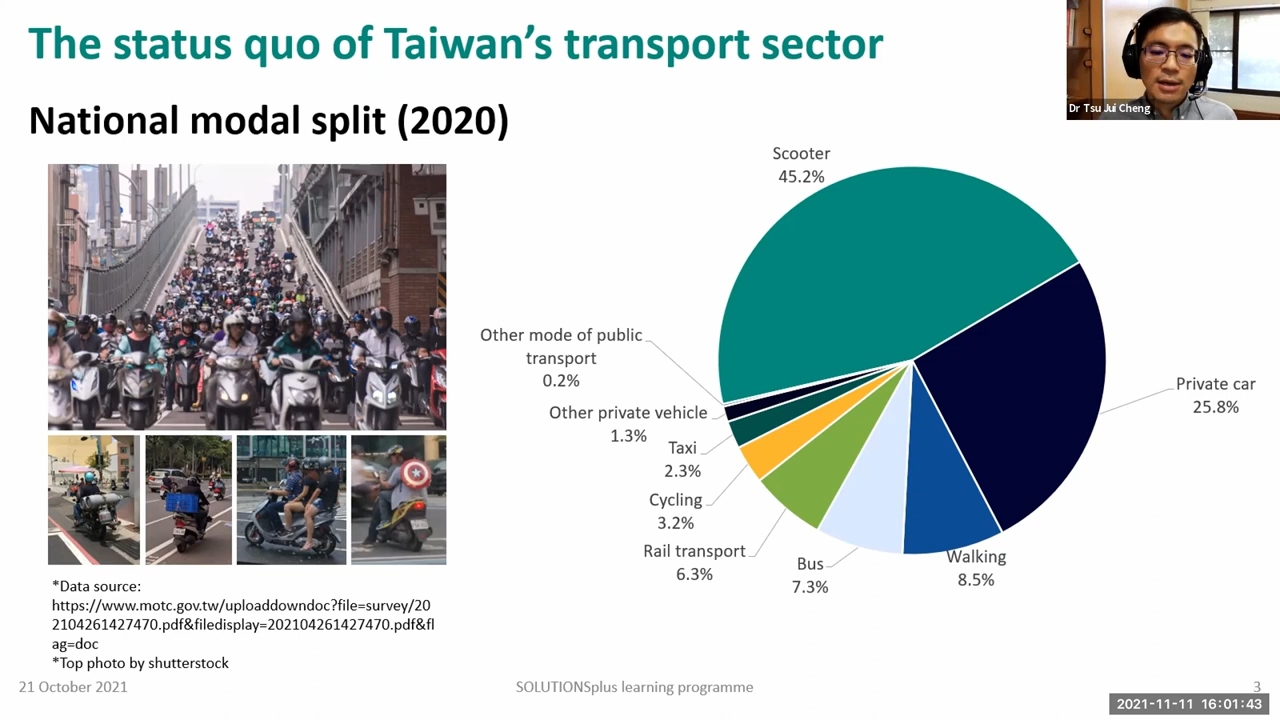 The status quo of Taiwan's transport sector
National modal split (2020)
Dr Tsu Jui Cheng
Scooter
45.2%
Other mode of public
transport
0.2%
Private car
25.8%
Other private vehicle
1.3%
Taxi
2.3%
Cycling
3.2%
Rail transport
6.3%
Bus
7.3%
Walking
8.5%
*Data source:
https://www.motc.gov.tw/uploaddowndoc?file=survey/20
2104261427470.pdf&filedisplay=202104261427470.pdf&fl
ag=doc
*Top photo by shutterstock
21 October 2021
SOLUTIONSplus learning programme
3
2021-11-11 16:01:43